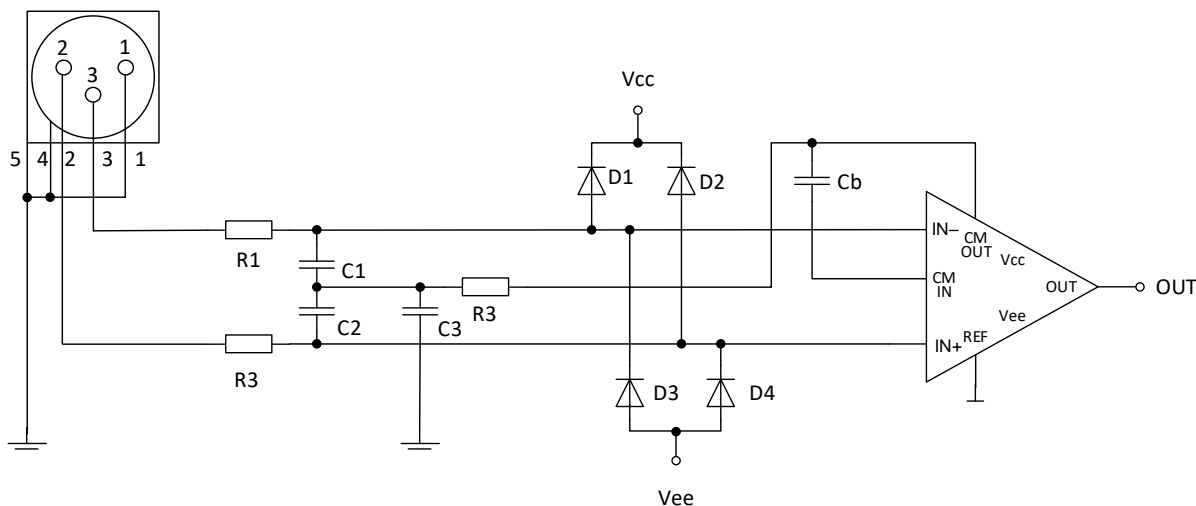 2 1
3
5 4 2 3 1
Vcc
D1 D2
Cb
R1
C1
IN–
CM
OUT
Vcc
CM
IN
OUT
OUT
R3
C2
C3
Vee
R3
IN+
REF
D3
D4
Vee